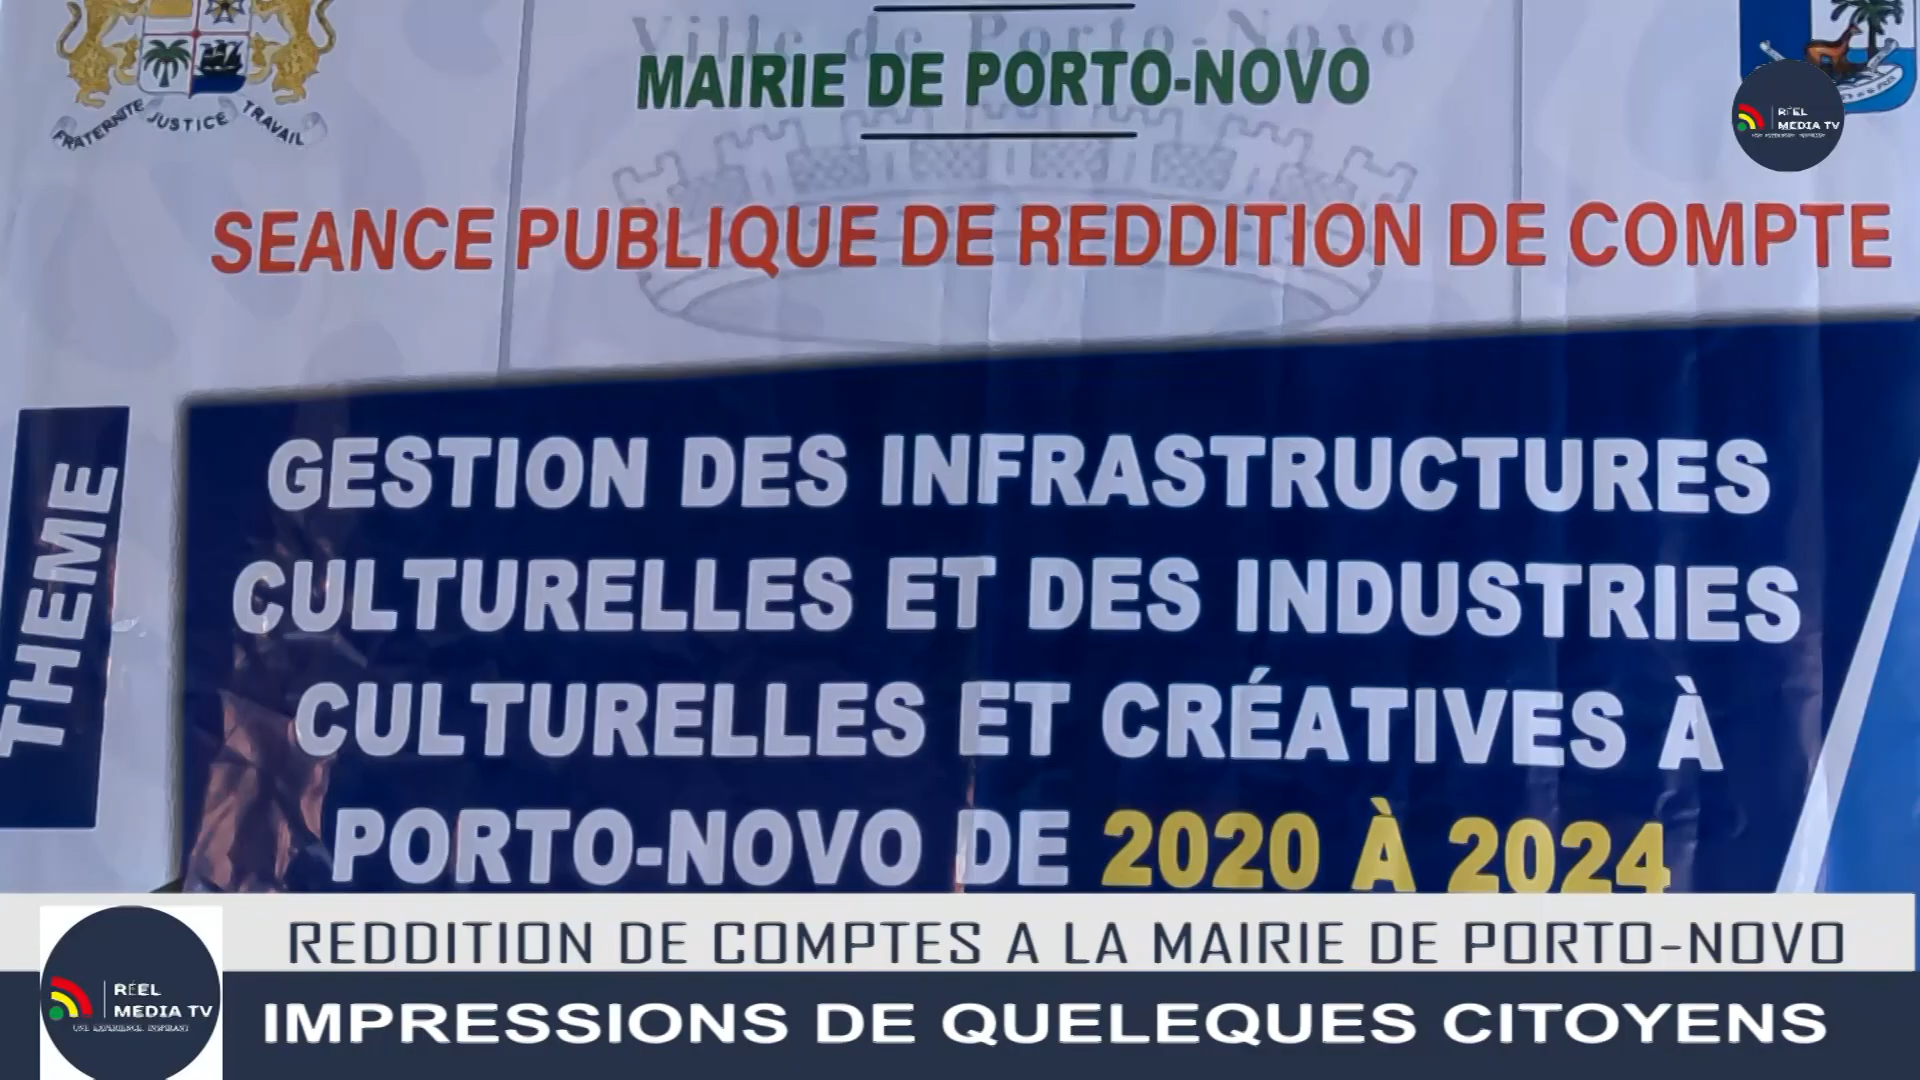 Ville de Porto-Novo
MAIRIE DE PORTO-NOVO
FRATERNITE JUSTICE TRAVAIL
RÉEL
MEDIA TV
SEANCE PUBLIQUE DE REDDITION DE COMPTE
THEME
GESTION DES INFRASTRUCTURES
CULTURELLES ET DES INDUSTRIES
CULTURELLES ET CRÉATIVES À
PORTO-NOVO DE 2020 À 2024
REDDITION DE COMPTES A LA MAIRIE DE PORTO-NOVO
RÉEL
MEDIA TV
IMPRESSIONS DE QUELEQUES CITOYENS